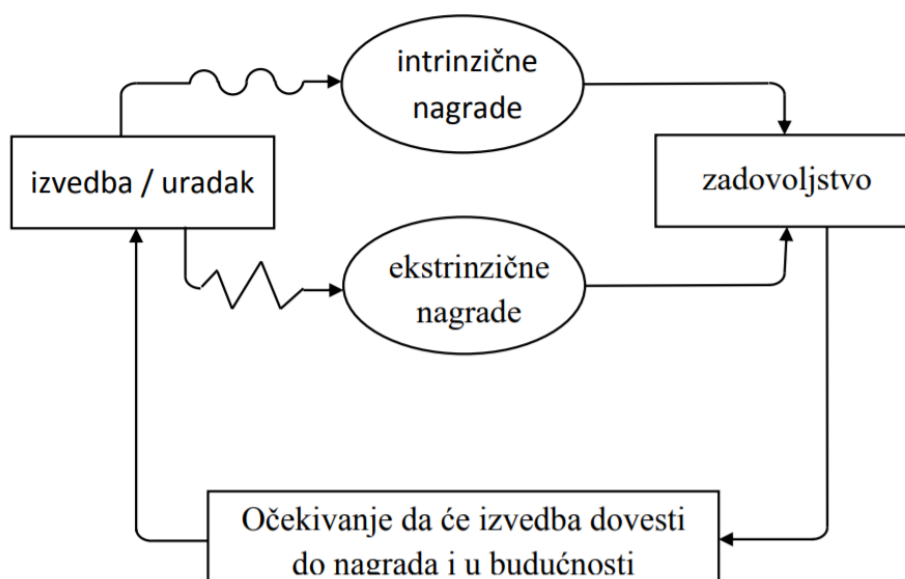 intrinzične
nagrade
izvedba / uradak
zadovoljstvo
ekstrinzične
nagrade
Očekivanje da će izvedba dovesti
do nagrada i u budućnosti